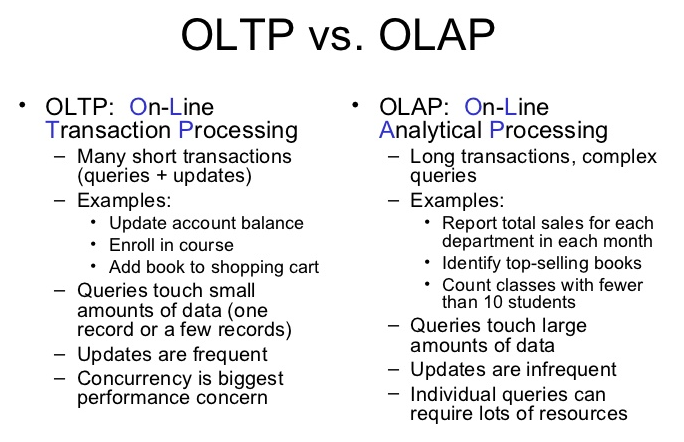 OLTP vs. OLAP
• OLTP: On-Line
Transaction Processing
– Many short transactions
(queries + updates)
– Examples:
• Update account balance
• Enroll in course
• Add book to shopping cart
– Queries touch small
amounts of data (one
record or a few records)
– Updates are frequent
– Concurrency is biggest
performance concern
• OLAP: On-Line
Analytical Processing
– Long transactions, complex
queries
– Examples:
• Report total sales for each
department in each month
• Identify top-selling books
• Count classes with fewer
than 10 students
– Queries touch large
amounts of data
– Updates are infrequent
– Individual queries can
require lots of resources